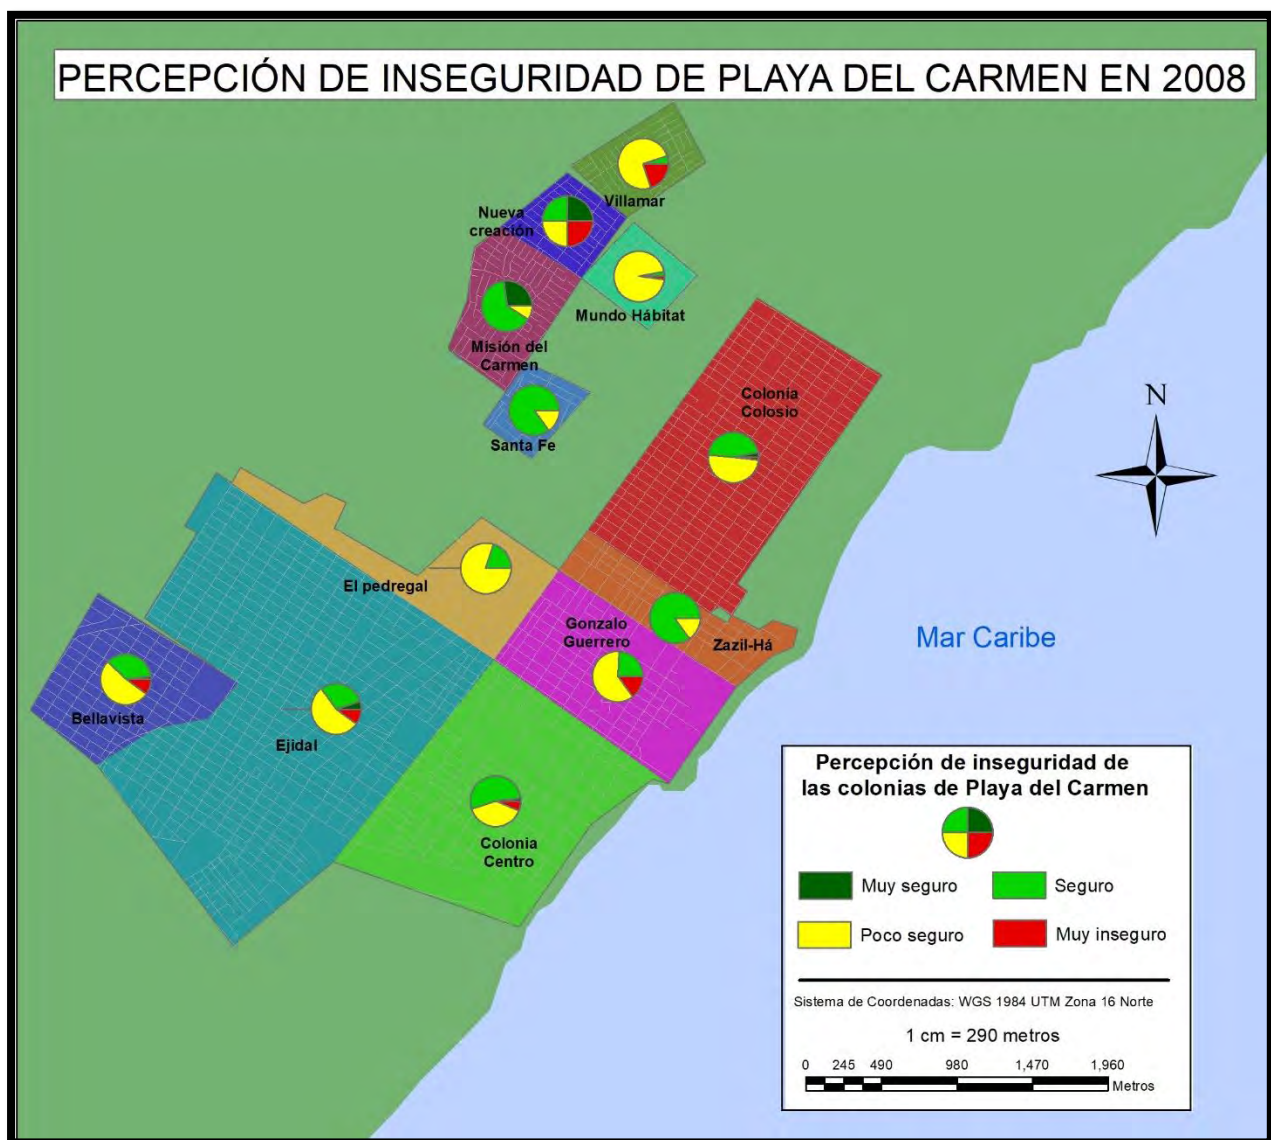 PERCEPCIÓN DE INSEGURIDAD DE PLAYA DEL CARMEN EN 2008
Villamar
Nueva
creación
Mundo Hábitat
Misión del
Carmen
Santa Fe
Colonia
Colosio
N
El pedregal
Gonzalo
Guerrero
Zazil-Há
Mar Caribe
Bellavista
Ejidal
Colonia
Centro
Percepción de inseguridad de
las colonias de Playa del Carmen
Muy seguro
Seguro
Poco seguro
Muy inseguro
Sistema de Coordenadas: WGS 1984 UTM Zona 16 Norte
1 cm = 290 metros
0 245 490 980 1,470 1,960
Metros